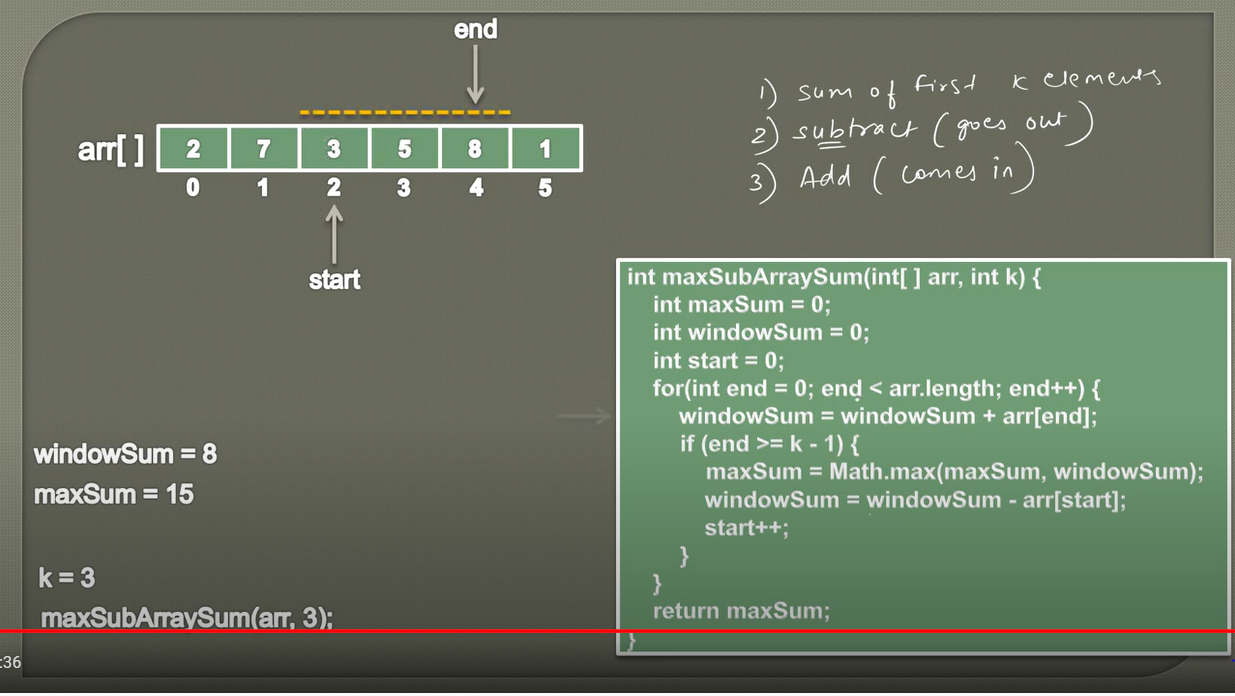 end
1) sum of first k elements
2) subtract (goes out)
3) Add (comes in)
arr[ ] 2 7 3 5 8 1
0 1 2 3 4 5
start
int maxSubArraySum(int[ ] arr, int k) {
int maxSum = 0;
int windowSum = 0;
int start = 0;
for(int end = 0; end < arr.length; end++) {
windowSum = windowSum + arr[end];
if (end >= k - 1) {
maxSum = Math.max(maxSum, windowSum);
windowSum = windowSum - arr[start];
start++;
}
}
return maxSum;
}
windowSum = 8
maxSum = 15
k = 3
maxSubArraySum(arr, 3);
:36